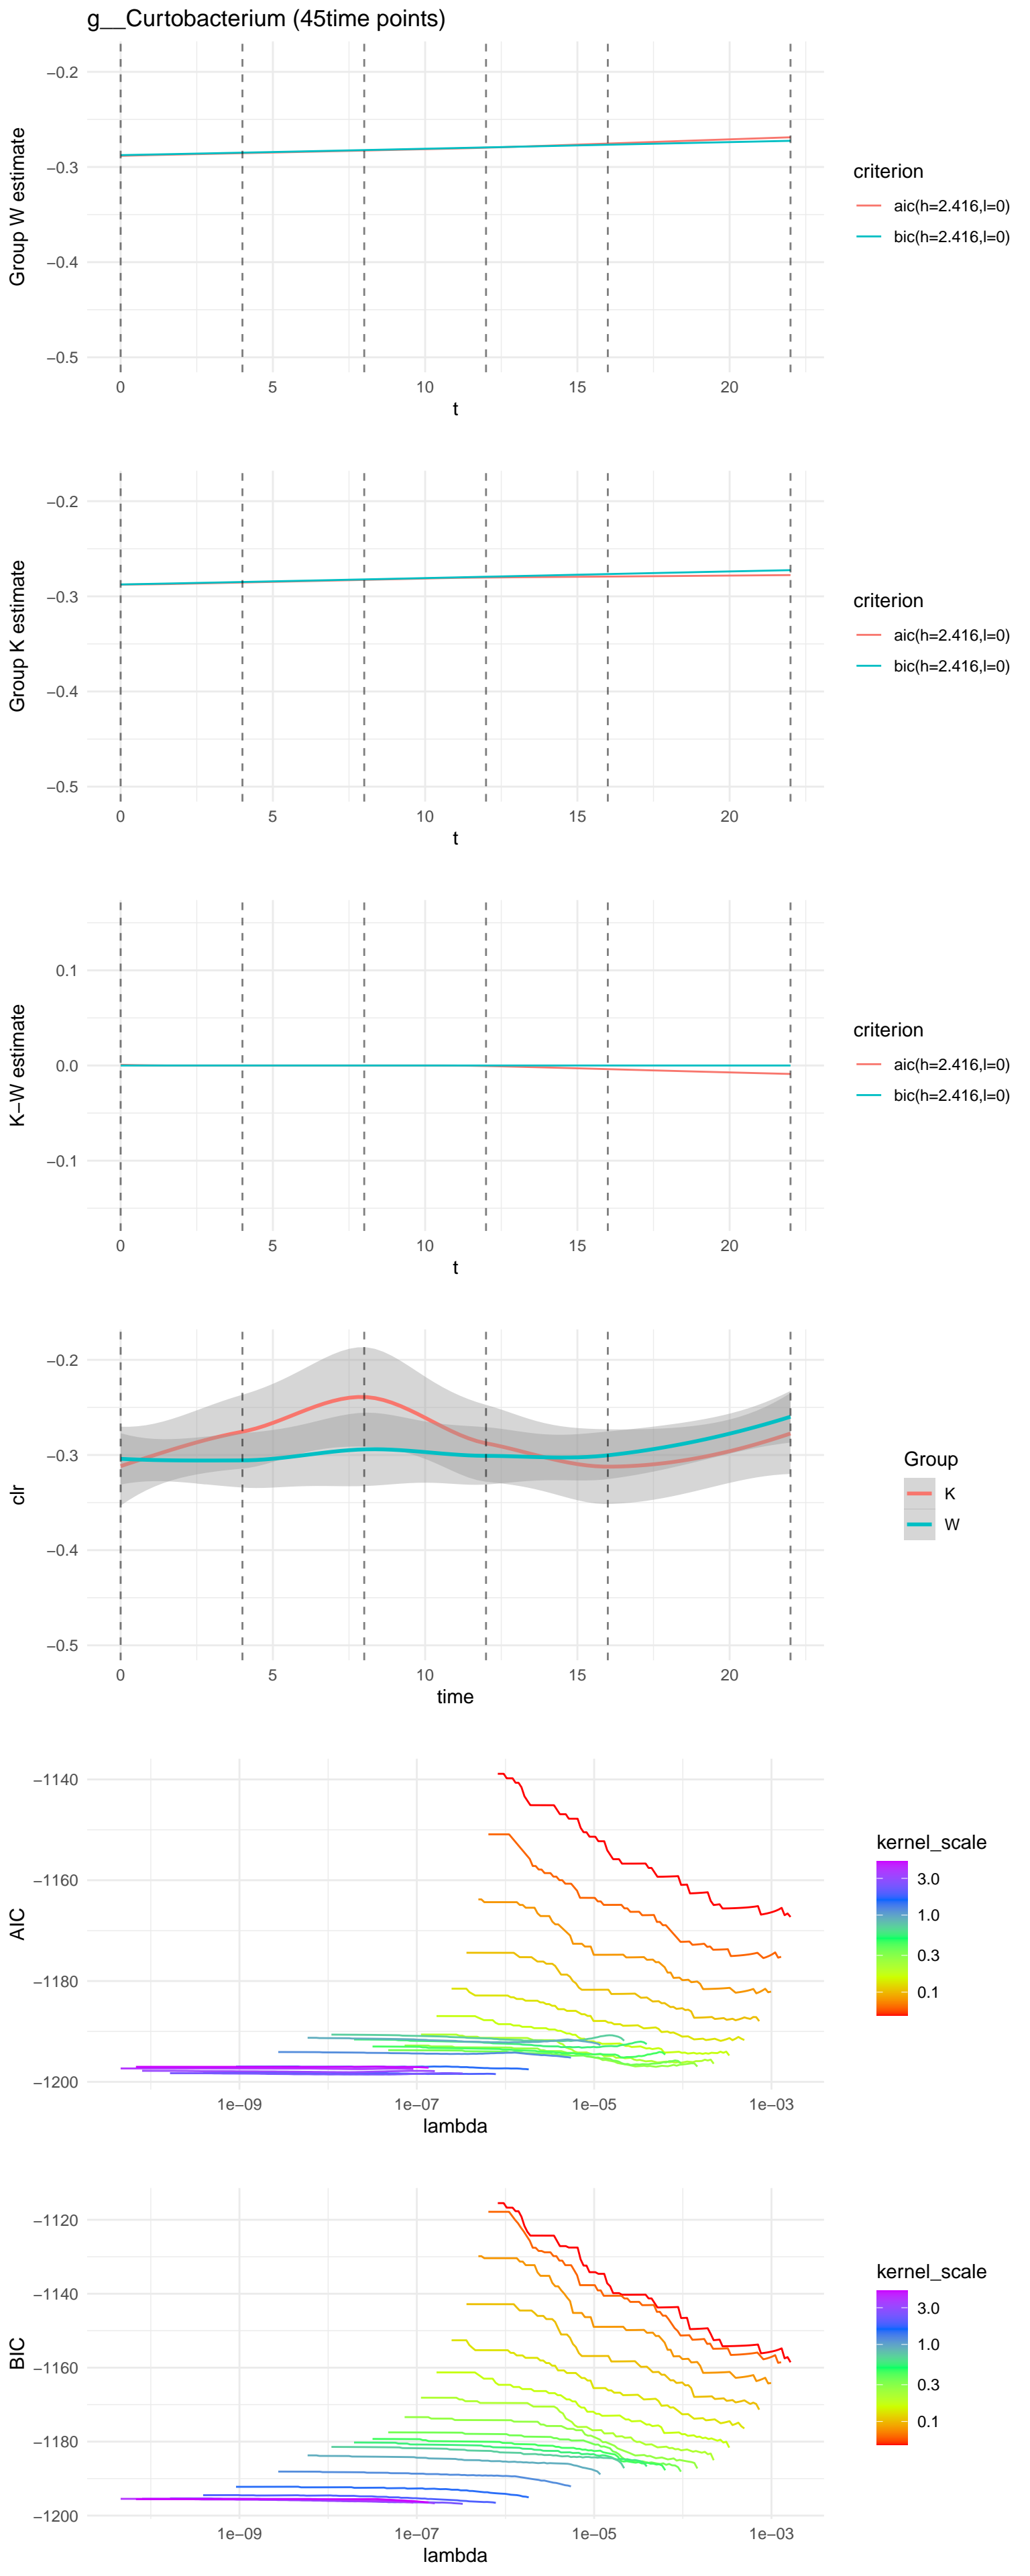 g__Curtobacterium (45time points)
Group W estimate
−0.2
−0.3
−0.4
−0.5
0 5 10 15 20
t
criterion
aic(h=2.416,l=0)
bic(h=2.416,l=0)
Group K estimate
−0.2
−0.3
−0.4
−0.5
0 5 10 15 20
t
criterion
aic(h=2.416,l=0)
bic(h=2.416,l=0)
K−W estimate
0.1
0.0
−0.1
0 5 10 15 20
t
criterion
aic(h=2.416,l=0)
bic(h=2.416,l=0)
clr
−0.2
−0.3
−0.4
−0.5
0 5 10 15 20
time
Group
K
W
AIC
−1140
−1160
−1180
−1200
1e−09 1e−07 1e−05 1e−03
lambda
kernel_scale
3.0
1.0
0.3
0.1
BIC
−1120
−1140
−1160
−1180
−1200
1e−09 1e−07 1e−05 1e−03
lambda
kernel_scale
3.0
1.0
0.3
0.1